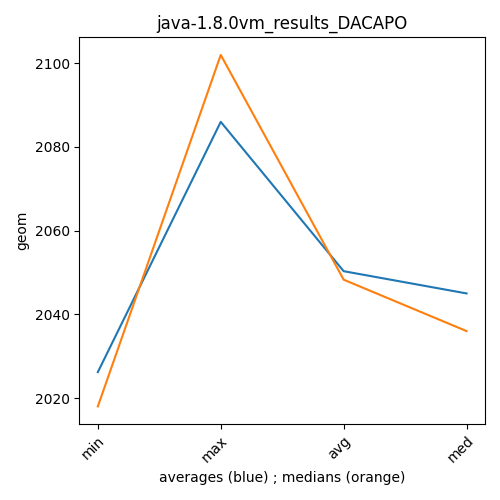 java-1.8.0vm_results_DACAPO
2100
2080
2060
2040
2020
geom
min
max
avg
med
averages (blue) ; medians (orange)